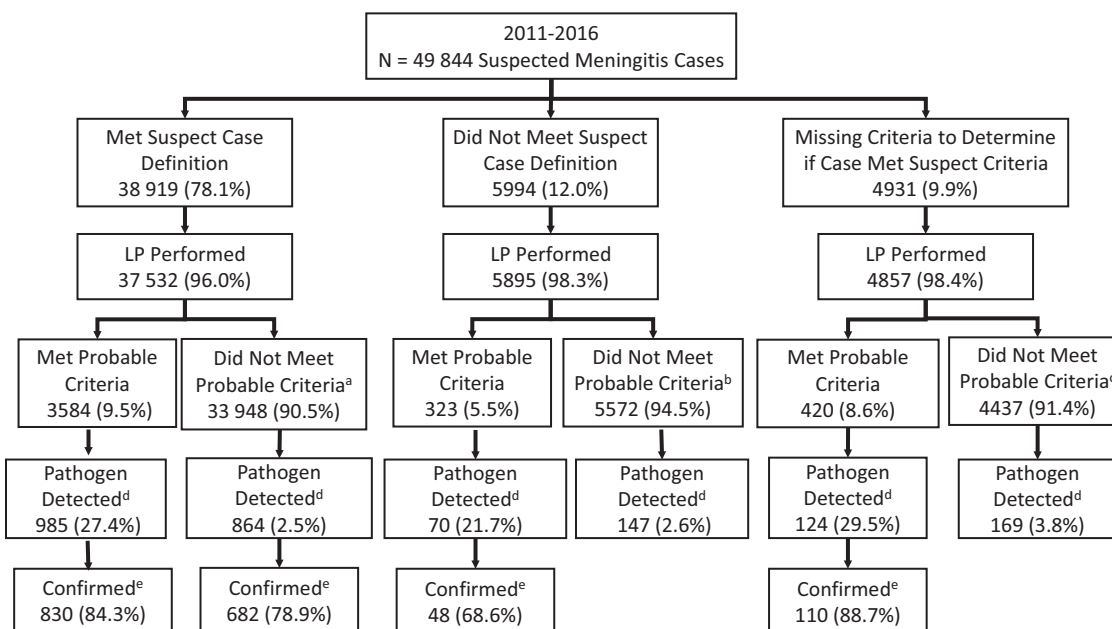 2011-2016
N = 49 844 Suspected Meningitis Cases
Met Suspect Case
Definition
38 919 (78.1%)
Did Not Meet Suspect
Case Definition
5994 (12.0%)
Missing Criteria to Determine
if Case Met Suspect Criteria
4931 (9.9%)
LP Performed
37 532 (96.0%)
LP Performed
5895 (98.3%)
LP Performed
4857 (98.4%)
Met Probable
Criteria
3584 (9.5%)
Did Not Meet
Probable Criteriaᵃ
33 948 (90.5%)
Met Probable
Criteria
323 (5.5%)
Did Not Meet
Probable Criteriaᵇ
5572 (94.5%)
Met Probable
Criteria
420 (8.6%)
Did Not Meet
Probable Criteriaᶜ
4437 (91.4%)
Pathogen
Detectedᵈ
985 (27.4%)
Pathogen
Detectedᵈ
864 (2.5%)
Pathogen
Detectedᵈ
70 (21.7%)
Pathogen
Detectedᵈ
147 (2.6%)
Pathogen
Detectedᵈ
124 (29.5%)
Pathogen
Detectedᵈ
169 (3.8%)
Confirmedᵉ
830 (84.3%)
Confirmedᵉ
682 (78.9%)
Confirmedᵉ
48 (68.6%)
Confirmedᵉ
110 (88.7%)